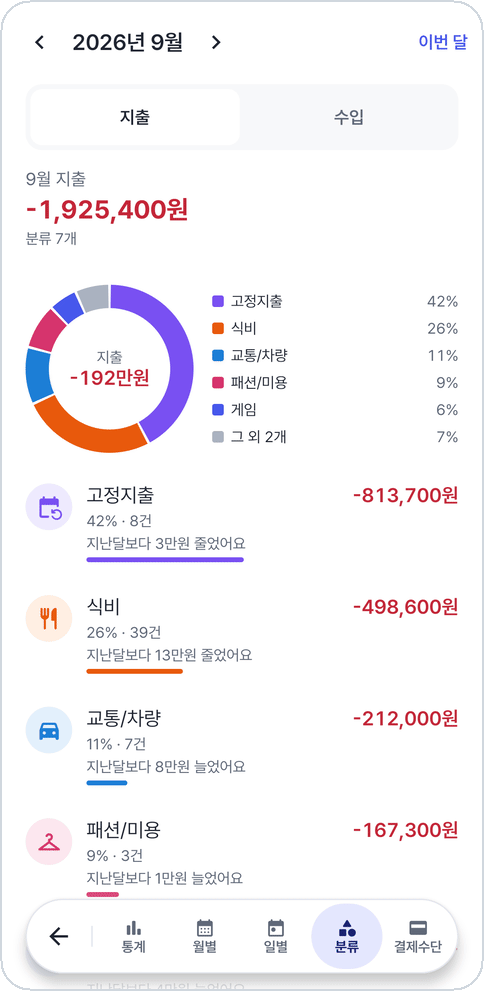 2026년 9월
이번 달
지출
수입
9월 지출
-1,925,400원
분류 7개
지출
-192만원
고정지출 42%
식비 26%
교통/차량 11%
패션/미용 9%
게임 6%
그 외 2개 7%
고정지출 -813,700원
42% · 8건
지난달보다 3만원 줄었어요
식비 -498,600원
26% · 39건
지난달보다 13만원 줄었어요
교통/차량 -212,000원
11% · 7건
지난달보다 8만원 늘었어요
패션/미용 -167,300원
9% · 3건
지난달보다 1만원 늘었어요
통계
월별
일별
분류
결제수단